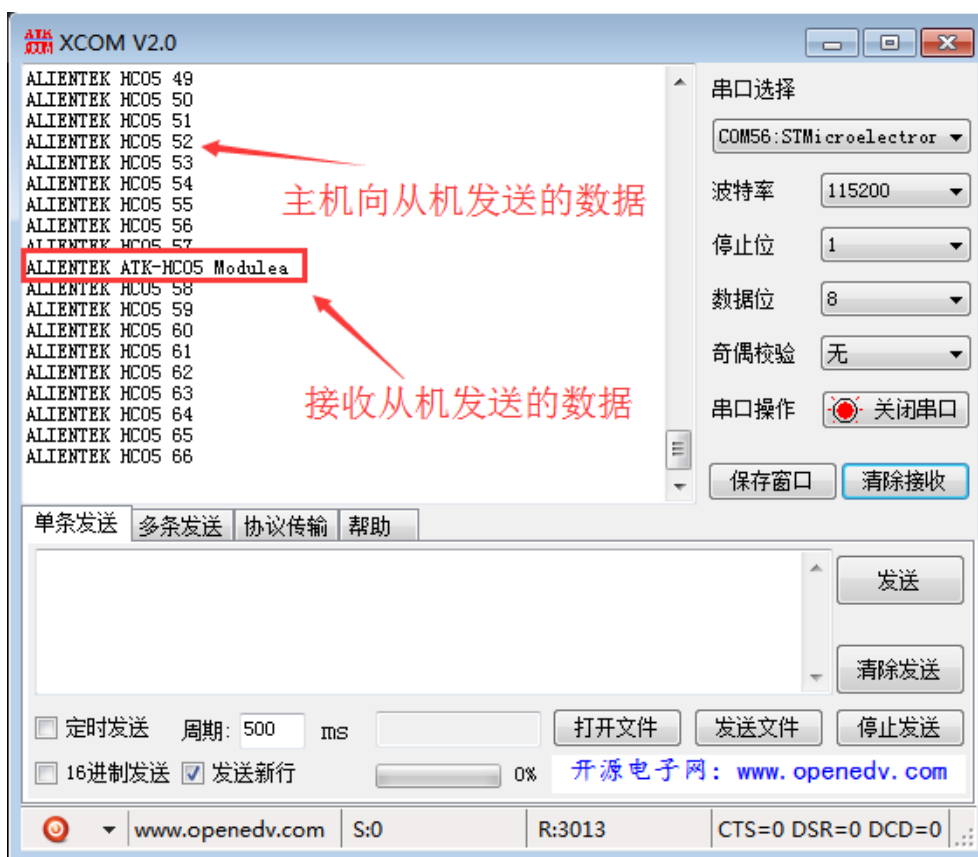 ATK COM XCOM V2.0
ALIENTEK HC05 49
ALIENTEK HC05 50
ALIENTEK HC05 51
ALIENTEK HC05 52
ALIENTEK HC05 53
ALIENTEK HC05 54
ALIENTEK HC05 55
ALIENTEK HC05 56
ALIENTEK HC05 57
ALIENTEK ATK-HC05 Modulea
ALIENTEK HC05 58
ALIENTEK HC05 59
ALIENTEK HC05 60
ALIENTEK HC05 61
ALIENTEK HC05 62
ALIENTEK HC05 63
ALIENTEK HC05 64
ALIENTEK HC05 65
ALIENTEK HC05 66
主机向从机发送的数据
接收从机发送的数据
串口选择
COM56:STMicroelectror
波特率 115200
停止位 1
数据位 8
奇偶校验 无
串口操作 关闭串口
保存窗口 清除接收
单条发送 多条发送 协议传输 帮助
发送
清除发送
定时发送 周期: 500 ms 打开文件 发送文件 停止发送
16进制发送 发送新行 0% 开源电子网: www.openedv.com
www.openedv.com S:0 R:3013 CTS=0 DSR=0 DCD=0